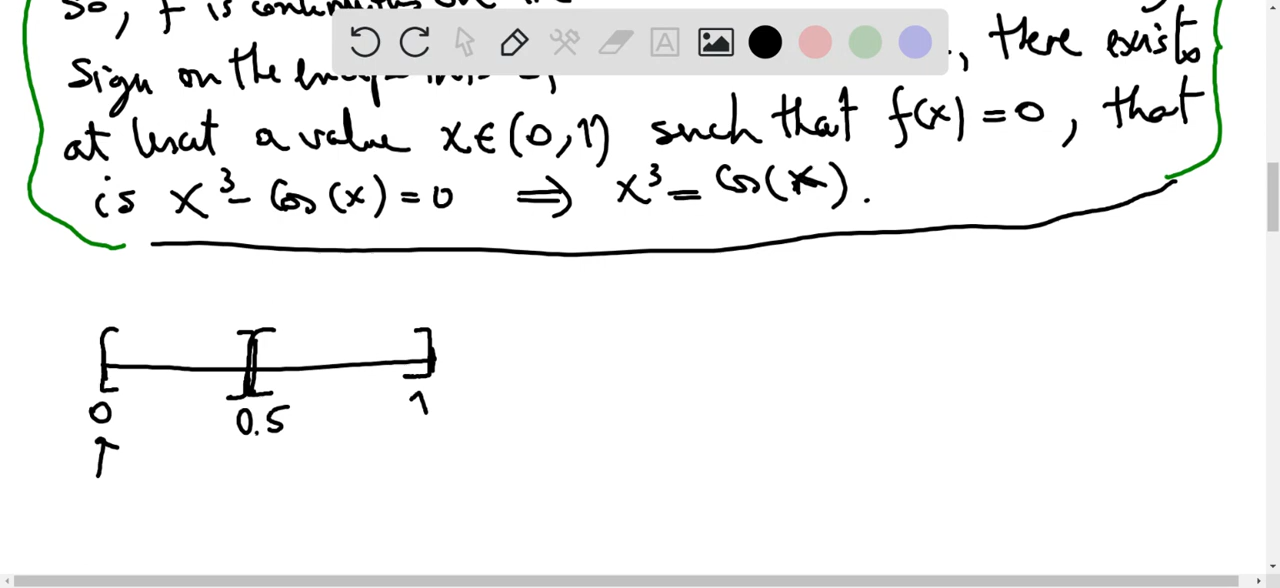 So, f is
Sign on the , there exists
at least a value x∈(0,1) such that f(x)=0, that
is x³- Cos(x)=0 ⟹ x³= Cos(x).
0 0.5 1